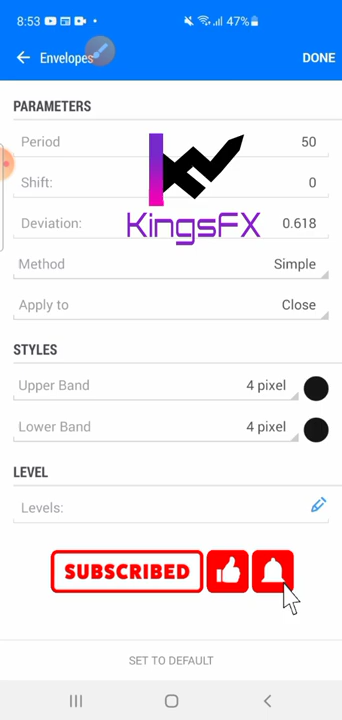 8:53 47%
Envelopes DONE
PARAMETERS
Period 50
Shift: 0
KingsFX
Deviation: 0.618
Method Simple
Apply to Close
STYLES
Upper Band 4 pixel
Lower Band 4 pixel
LEVEL
Levels:
SUBSCRIBED
SET TO DEFAULT